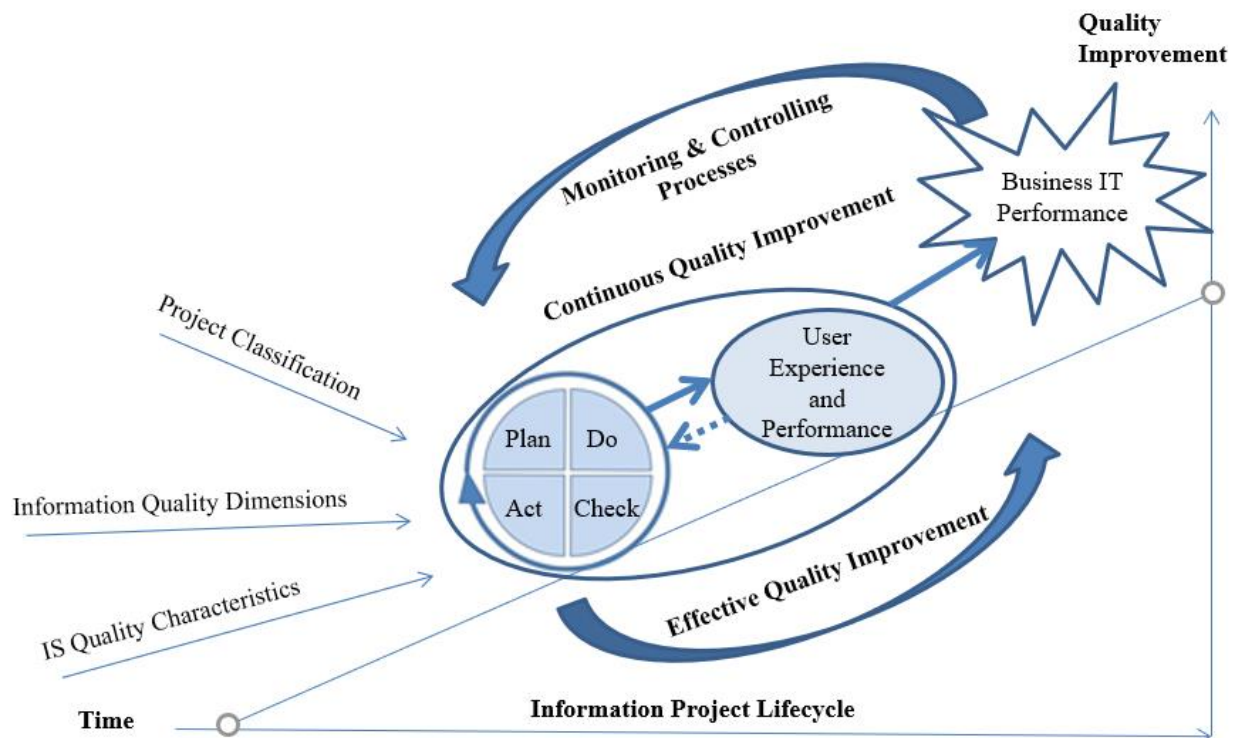 Quality
Improvement
Monitoring & Controlling
Processes
Business IT
Performance
Continuous Quality Improvement
Project Classification
User
Experience
and
Performance
Plan
Do
Act
Check
Information Quality Dimensions
Effective Quality Improvement
IS Quality Characteristics
Time
Information Project Lifecycle